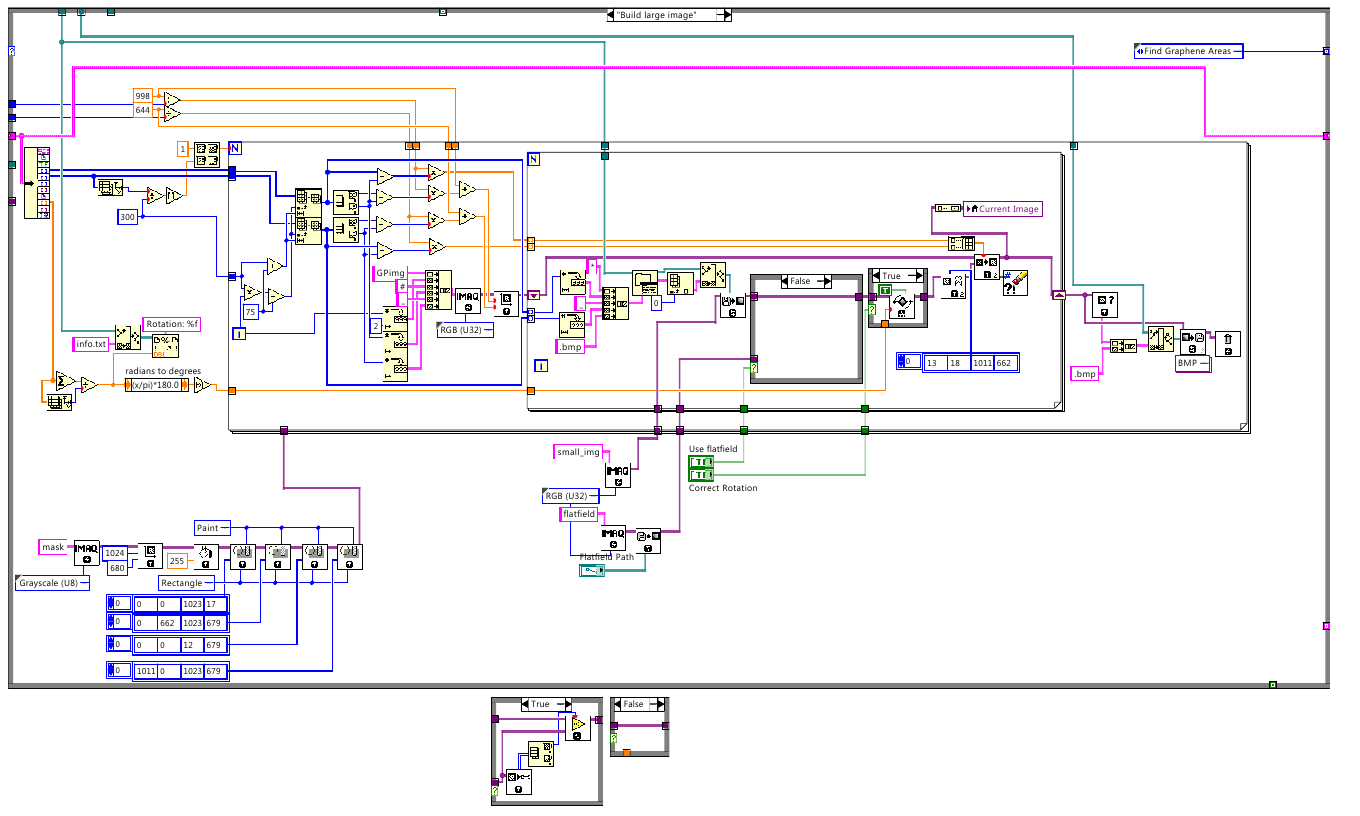 "Build large image"
Find Graphene Areas
998
644
1
300
75
GPimg
#
2
IMAQ
RGB (U32)
.bmp
0
False
True
T
Current Image
13 18 1011 662
0
BMP
.bmp
Rotation: %f
info.txt
radians to degrees
(x/pi)*180.0
N
N
i
i
small_img
IMAQ
RGB (U32)
flatfield
IMAQ
Flatfield Path
Use flatfield
Correct Rotation
Paint
mask
IMAQ
1024
680
255
Grayscale (U8)
Rectangle
0 0 0 1023 17
0 0 662 1023 679
0 0 0 12 679
0 1011 0 1023 679
True
False